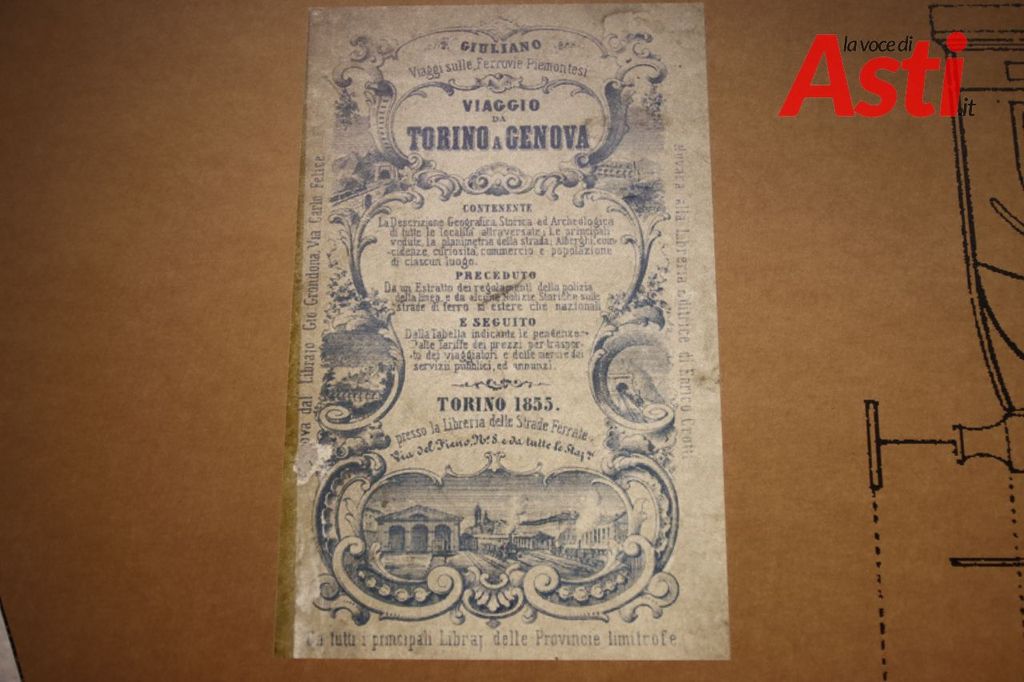 la voce di
Asti
.it
GIULIANO
Viaggi sulle Ferrovie Piemontesi
VIAGGIO
DA
TORINO A GENOVA
CONTENENTE
La Descrizione Geografica Storica ed Archeologica
di tutte le località attraversate; Le principali
vedute, la planimetria della strada; Alberghi, coin-
cidenze, curiosità, commercio e popolazione
di ciascun luogo.
PRECEDUTO
Da un Estratto dei regolamenti della polizia
della linea, e da alcune Notizie Storiche sulle
strade di ferro sì estere che nazionali
E SEGUITO
Dalla Tabella indicante le pendenze
Dalle Tariffe dei prezzi per traspor-
to dei viaggiatori e delle merci e dai
servizii pubblici, ed annunzi.
TORINO 1855.
presso la Libreria delle Strade Ferrate
Via del Fieno, N.º 8. e da tutte le Staz.ni
dal Librajo Gio Grondona, Via Carlo Felice
Novara alla Libreria editrice di Enrico
Da tutti i principali Libraj delle Provincie limitrofe